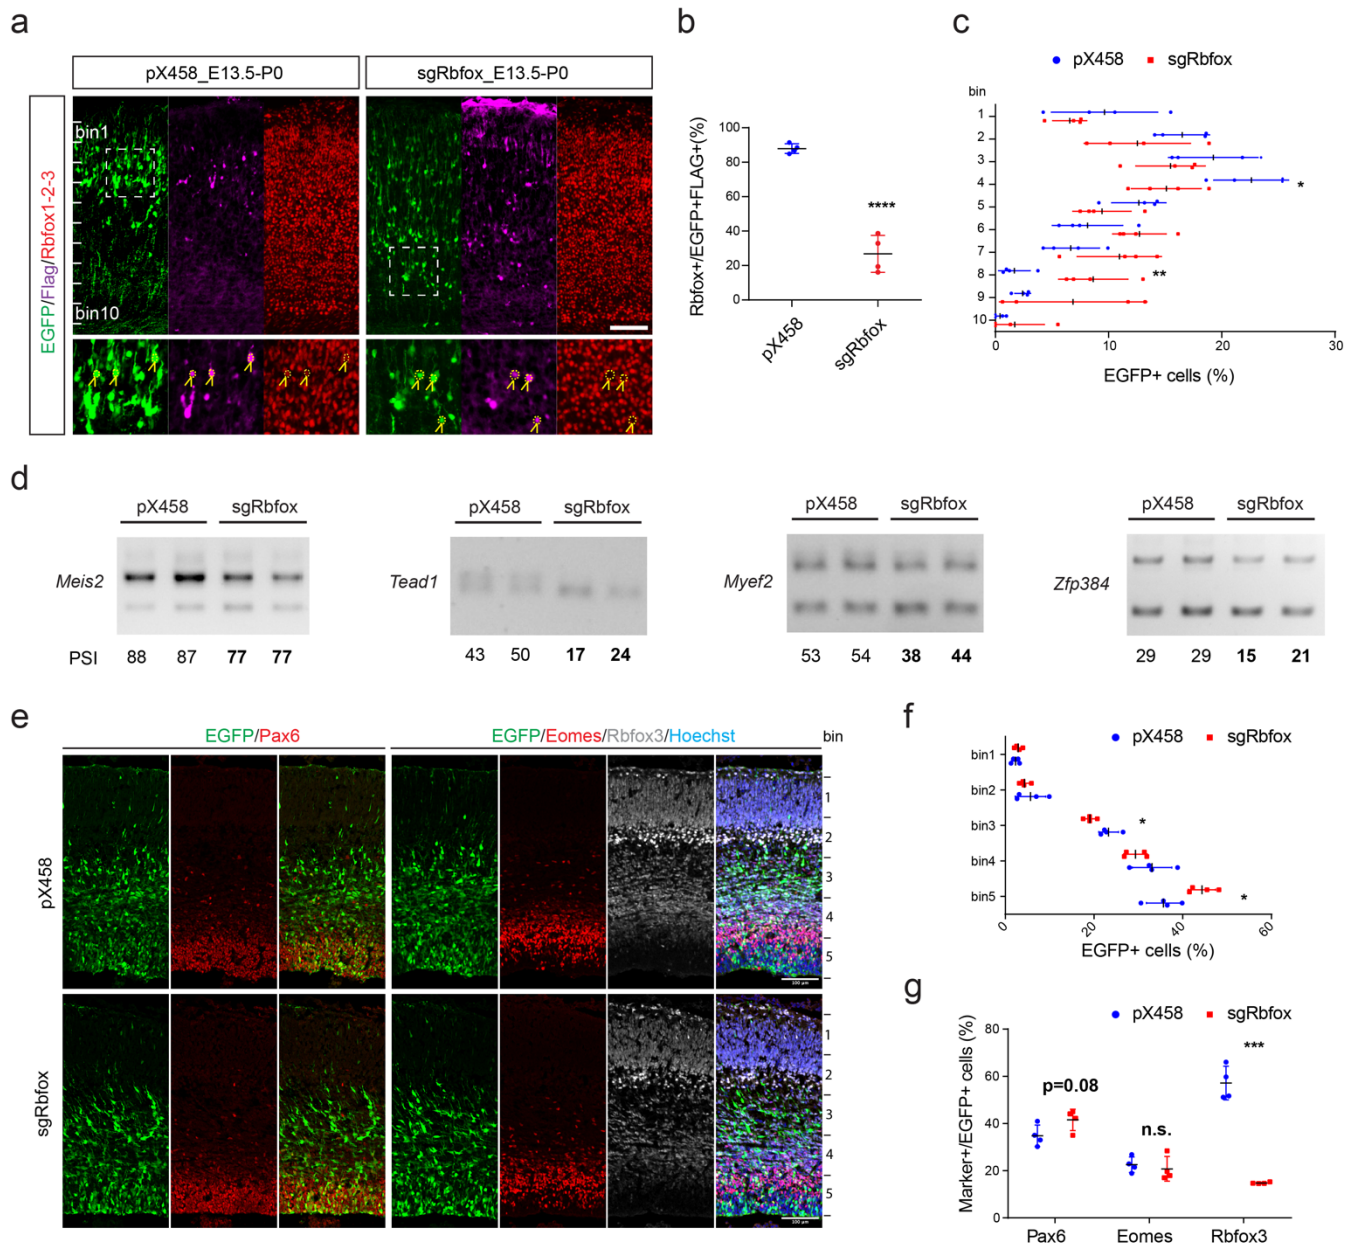 a
pX458_E13.5-P0
sgRbfox_E13.5-P0
EGFP/Flag/Rbfox1-2-3
bin1
bin10
b
Rbfox+/EGFP+FLAG+(%)
100
80
60
40
20
0
****
pX458
sgRbfox
c
pX458
sgRbfox
bin
1
2
3
4
5
6
7
8
9
10
*
**
0
10
20
30
EGFP+ cells (%)
d
pX458
sgRbfox
Meis2
PSI
88
87
77
77
pX458
sgRbfox
Tead1
43
50
17
24
pX458
sgRbfox
Myef2
53
54
38
44
pX458
sgRbfox
Zfp384
29
29
15
21
e
EGFP/Pax6
EGFP/Eomes/Rbfox3/Hoechst
bin
pX458
1
2
3
4
5
100 µm
sgRbfox
1
2
3
4
5
100 µm
f
pX458
sgRbfox
bin1
bin2
bin3
bin4
bin5
*
*
0
20
40
60
EGFP+ cells (%)
g
pX458
sgRbfox
Marker+/EGFP+ cells (%)
80
60
40
20
0
p=0.08
n.s.
***
Pax6
Eomes
Rbfox3